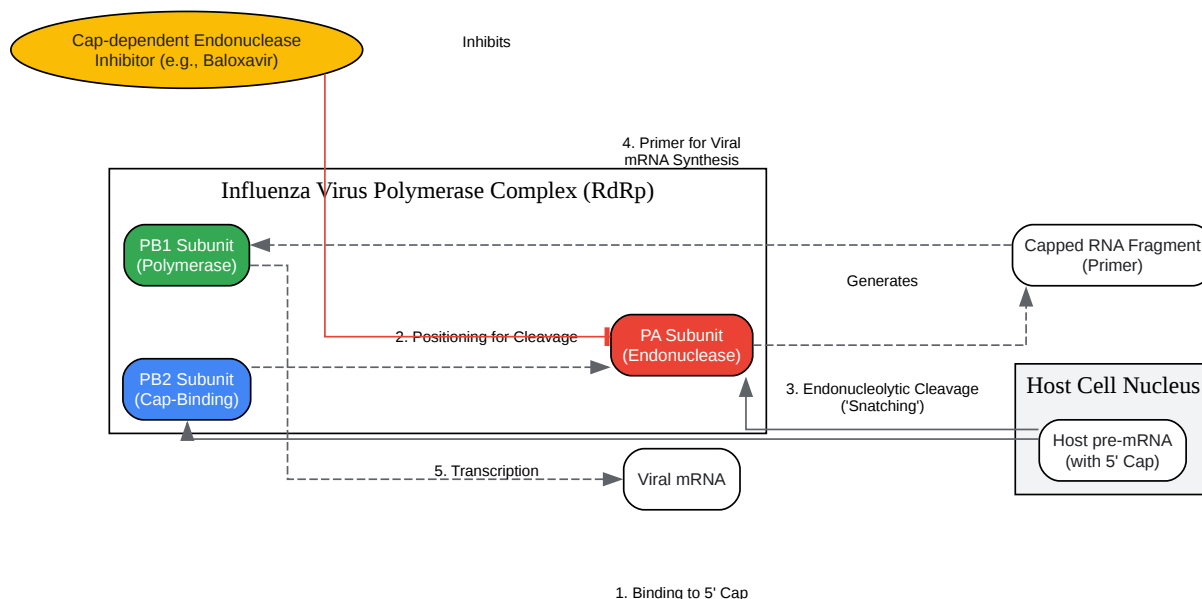 Cap-dependent Endonuclease
Inhibitor (e.g., Baloxavir)
Inhibits
4. Primer for Viral
mRNA Synthesis
Influenza Virus Polymerase Complex (RdRp)
PB1 Subunit
(Polymerase)
Capped RNA Fragment
(Primer)
Generates
2. Positioning for Cleavage
PA Subunit
(Endonuclease)
PB2 Subunit
(Cap-Binding)
3. Endonucleolytic Cleavage
('Snatching')
Host Cell Nucleus
Host pre-mRNA
(with 5' Cap)
5. Transcription
Viral mRNA
1. Binding to 5' Cap